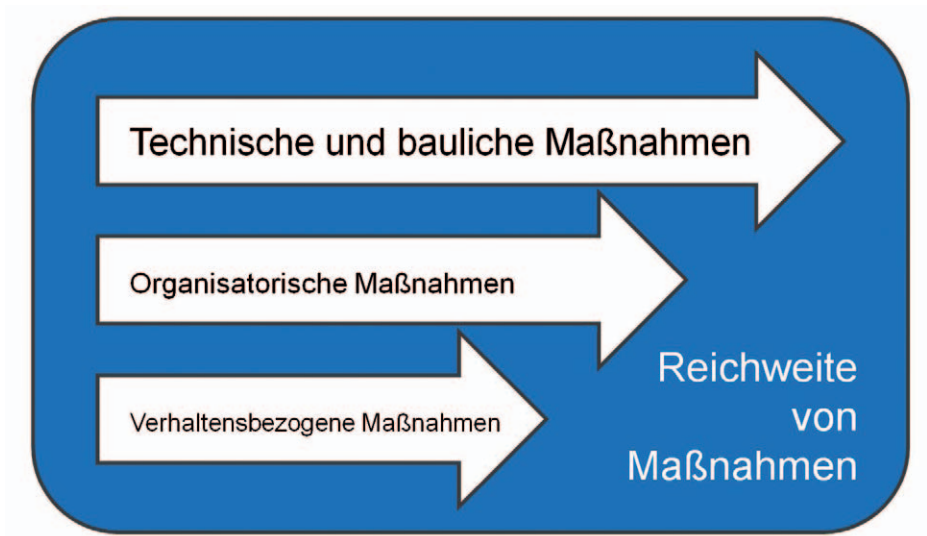 Technische und bauliche Maßnahmen
Organisatorische Maßnahmen
Verhaltensbezogene Maßnahmen
Reichweite
von
Maßnahmen